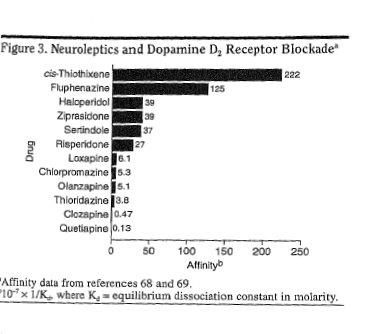 Figure 3. Neuroleptics and Dopamine D₂ Receptor Blockadeᵃ
cis-Thiothixene 222
Fluphenazine 125
Haloperidol 39
Ziprasidone 39
Sertindole 37
Risperidone 27
Loxapine 6.1
Chlorpromazine 5.3
Olanzapine 5.1
Thioridazine 3.8
Clozapine 0.47
Quetiapine 0.13
Drug
0 50 100 150 200 250
Affinityᵇ
ᵃAffinity data from references 68 and 69.
ᵇ10⁻⁷ x 1/K_d, where K_d = equilibrium dissociation constant in molarity.